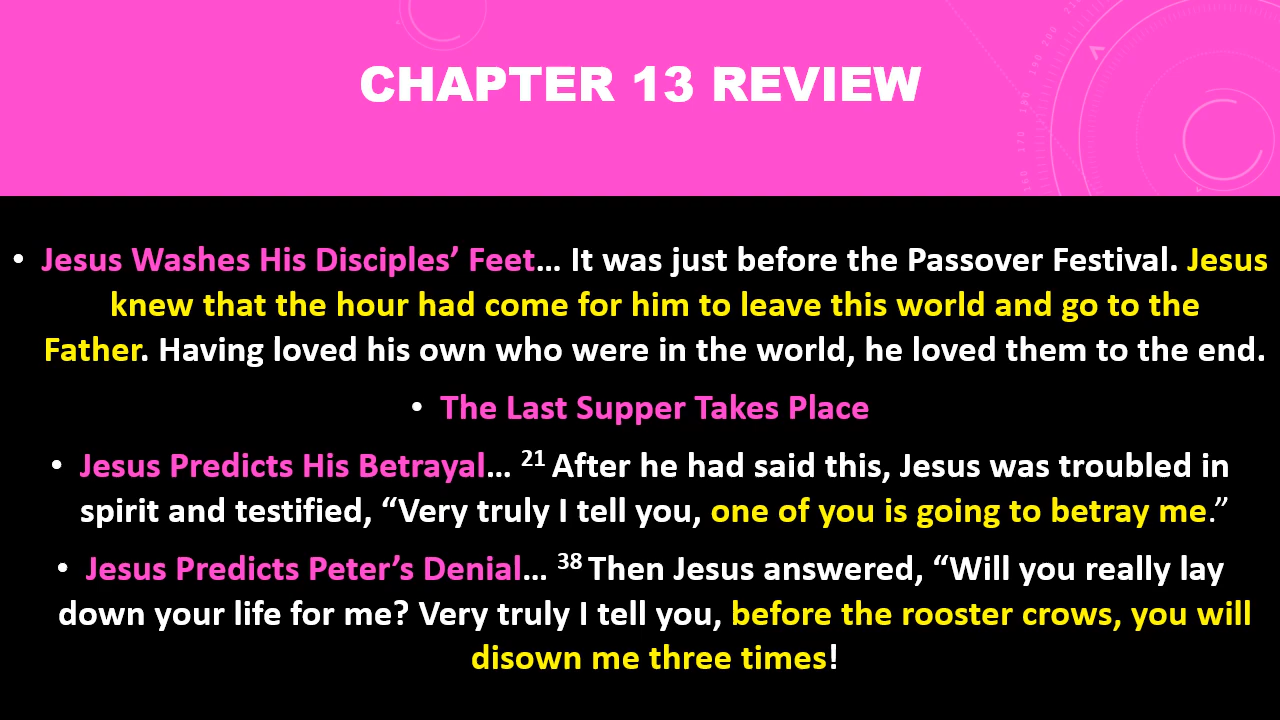 CHAPTER 13 REVIEW
• Jesus Washes His Disciples’ Feet… It was just before the Passover Festival. Jesus
knew that the hour had come for him to leave this world and go to the
Father. Having loved his own who were in the world, he loved them to the end.
• The Last Supper Takes Place
• Jesus Predicts His Betrayal… 21 After he had said this, Jesus was troubled in
spirit and testified, “Very truly I tell you, one of you is going to betray me.”
• Jesus Predicts Peter’s Denial… 38 Then Jesus answered, “Will you really lay
down your life for me? Very truly I tell you, before the rooster crows, you will
disown me three times!